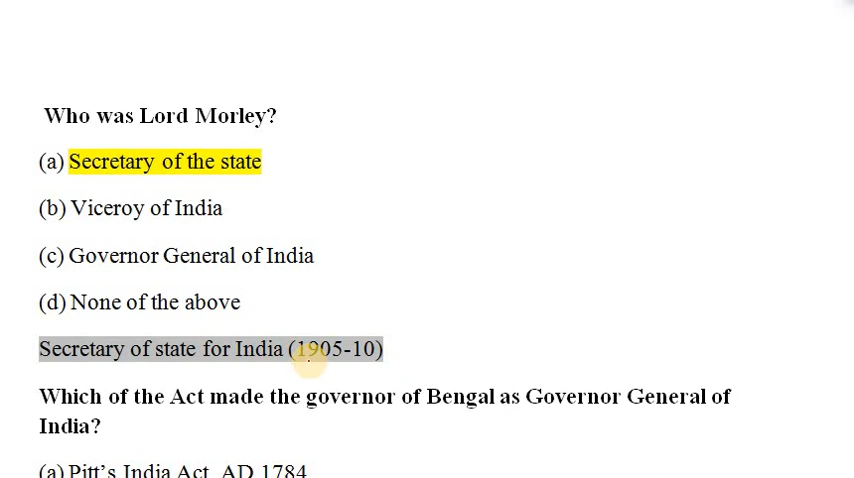 Who was Lord Morley?
(a) Secretary of the state
(b) Viceroy of India
(c) Governor General of India
(d) None of the above
Secretary of state for India (1905-10)
Which of the Act made the governor of Bengal as Governor General of
India?
(a) Pitt's India Act, AD 1784